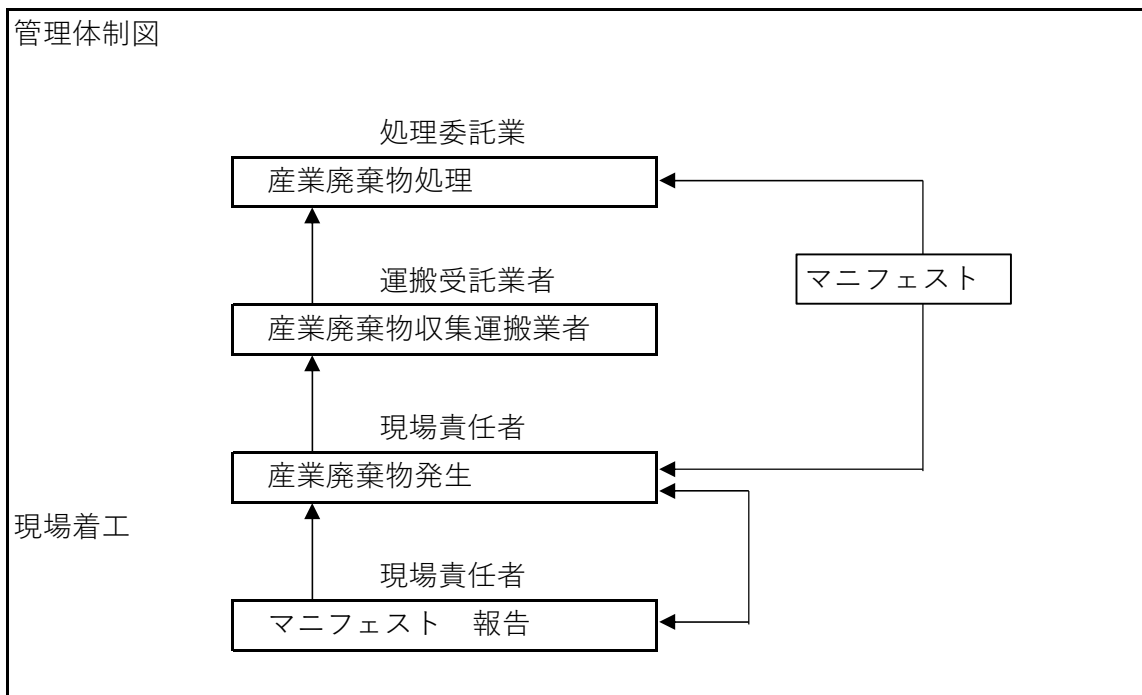 管理体制図
処理委託業
産業廃棄物処理
マニフェスト
運搬受託業者
産業廃棄物収集運搬業者
現場責任者
産業廃棄物発生
現場着工
現場責任者
マニフェスト　報告